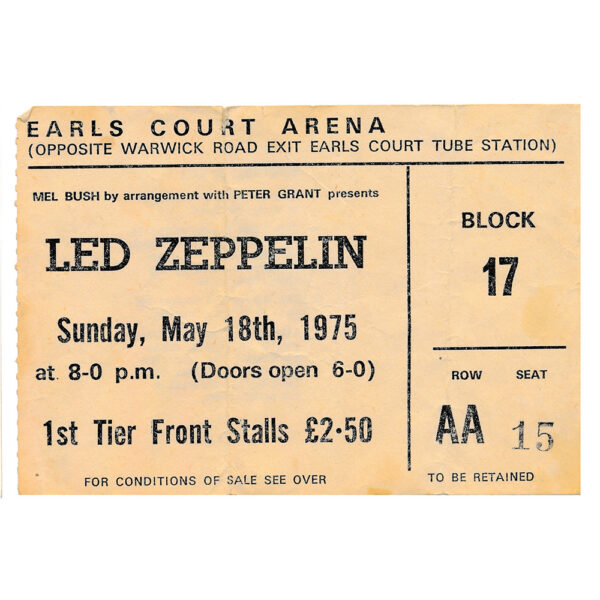 EARLS COURT ARENA
(OPPOSITE WARWICK ROAD EXIT EARLS COURT TUBE STATION)
MEL BUSH by arrangement with PETER GRANT presents
LED ZEPPELIN
Sunday, May 18th, 1975
at 8-0 p.m. (Doors open 6-0)
1st Tier Front Stalls £2·50
FOR CONDITIONS OF SALE SEE OVER
BLOCK
17
ROW SEAT
AA 15
TO BE RETAINED